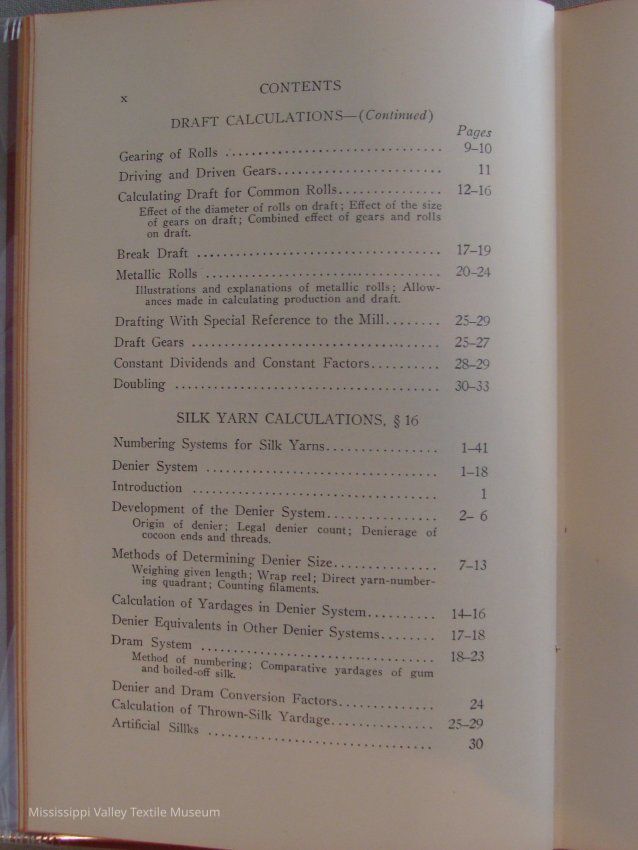 x
CONTENTS
DRAFT CALCULATIONS—(Continued)
Pages
Gearing of Rolls ............................... 9–10
Driving and Driven Gears........................ 11
Calculating Draft for Common Rolls.............. 12–16
Effect of the diameter of rolls on draft; Effect of the size
of gears on draft; Combined effect of gears and rolls
on draft.
Break Draft .................................. 17–19
Metallic Rolls ................................. 20–24
Illustrations and explanations of metallic rolls; Allow-
ances made in calculating production and draft.
Drafting With Special Reference to the Mill........ 25–29
Draft Gears .................................... 25–27
Constant Dividends and Constant Factors.......... 28–29
Doubling ...................................... 30–33
SILK YARN CALCULATIONS, § 16
Numbering Systems for Silk Yarns................ 1–41
Denier System ................................. 1–18
Introduction ................................... 1
Development of the Denier System................ 2– 6
Origin of denier; Legal denier count; Denierage of
cocoon ends and threads.
Methods of Determining Denier Size............... 7–13
Weighing given length; Wrap reel; Direct yarn-number-
ing quadrant; Counting filaments.
Calculation of Yardages in Denier System.......... 14–16
Denier Equivalents in Other Denier Systems........ 17–18
Dram System .................................. 18–23
Method of numbering; Comparative yardages of gum
and boiled-off silk.
Denier and Dram Conversion Factors.............. 24
Calculation of Thrown-Silk Yardage............... 25–29
Artificial Sillks ................................. 30
Mississippi Valley Textile Museum